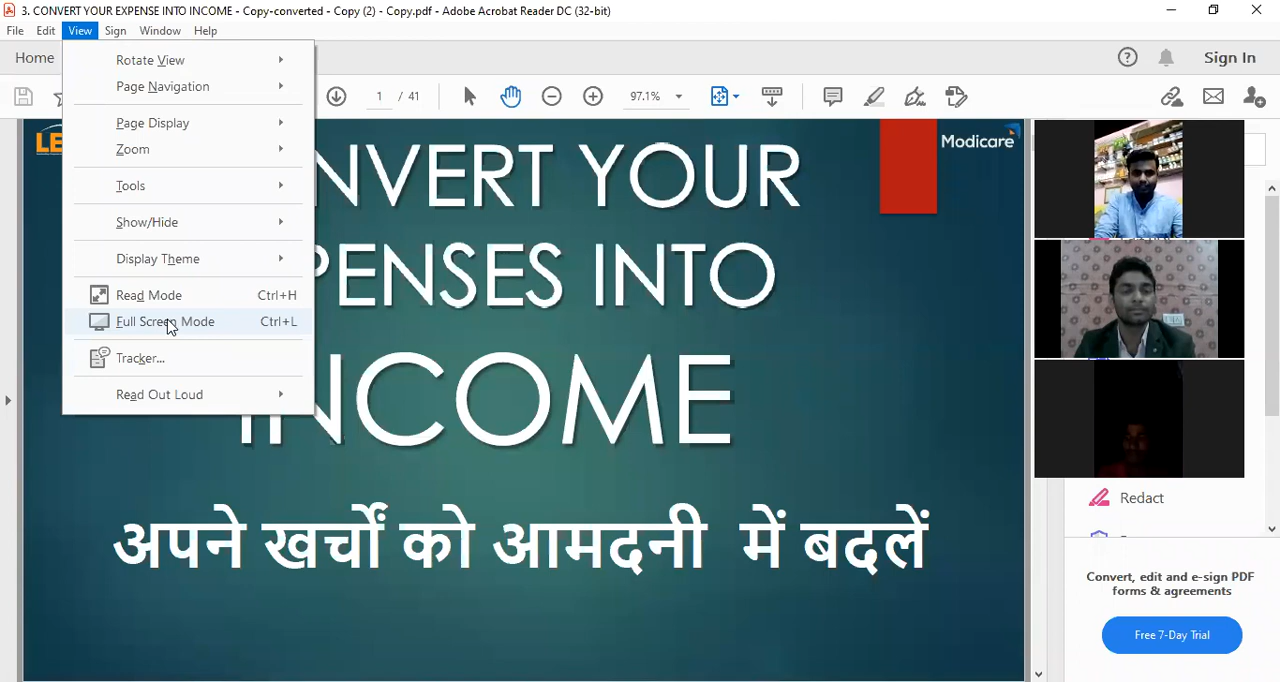 3. CONVERT YOUR EXPENSE INTO INCOME - Copy-converted - Copy (2) - Copy.pdf - Adobe Acrobat Reader DC (32-bit)
File Edit View Sign Window Help
Home
Sign In
1 / 41
97.1%
Rotate View
Page Navigation
Page Display
Zoom
Tools
Show/Hide
Display Theme
Read Mode Ctrl+H
Full Screen Mode Ctrl+L
Tracker...
Read Out Loud
LE
Modicare
NVERT YOUR
PENSES INTO
INCOME
अपने खर्चों को आमदनी में बदलें
Redact
Convert, edit and e-sign PDF
forms & agreements
Free 7-Day Trial